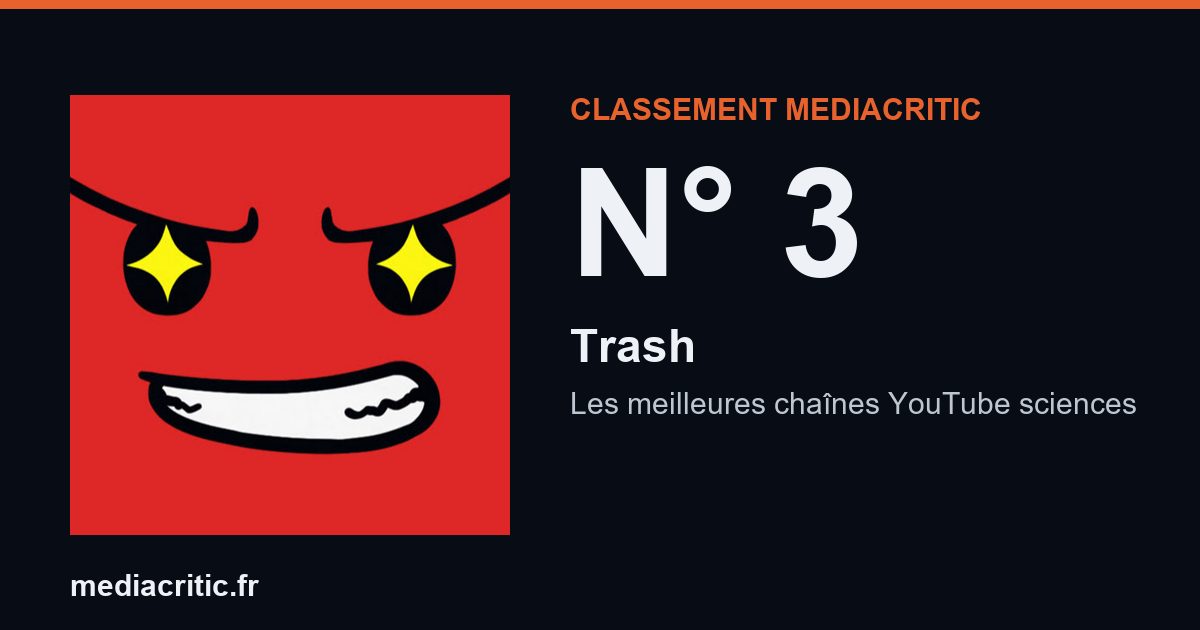 CLASSEMENT MEDIACRITIC
N° 3
Trash
Les meilleures chaînes YouTube sciences
mediacritic.fr